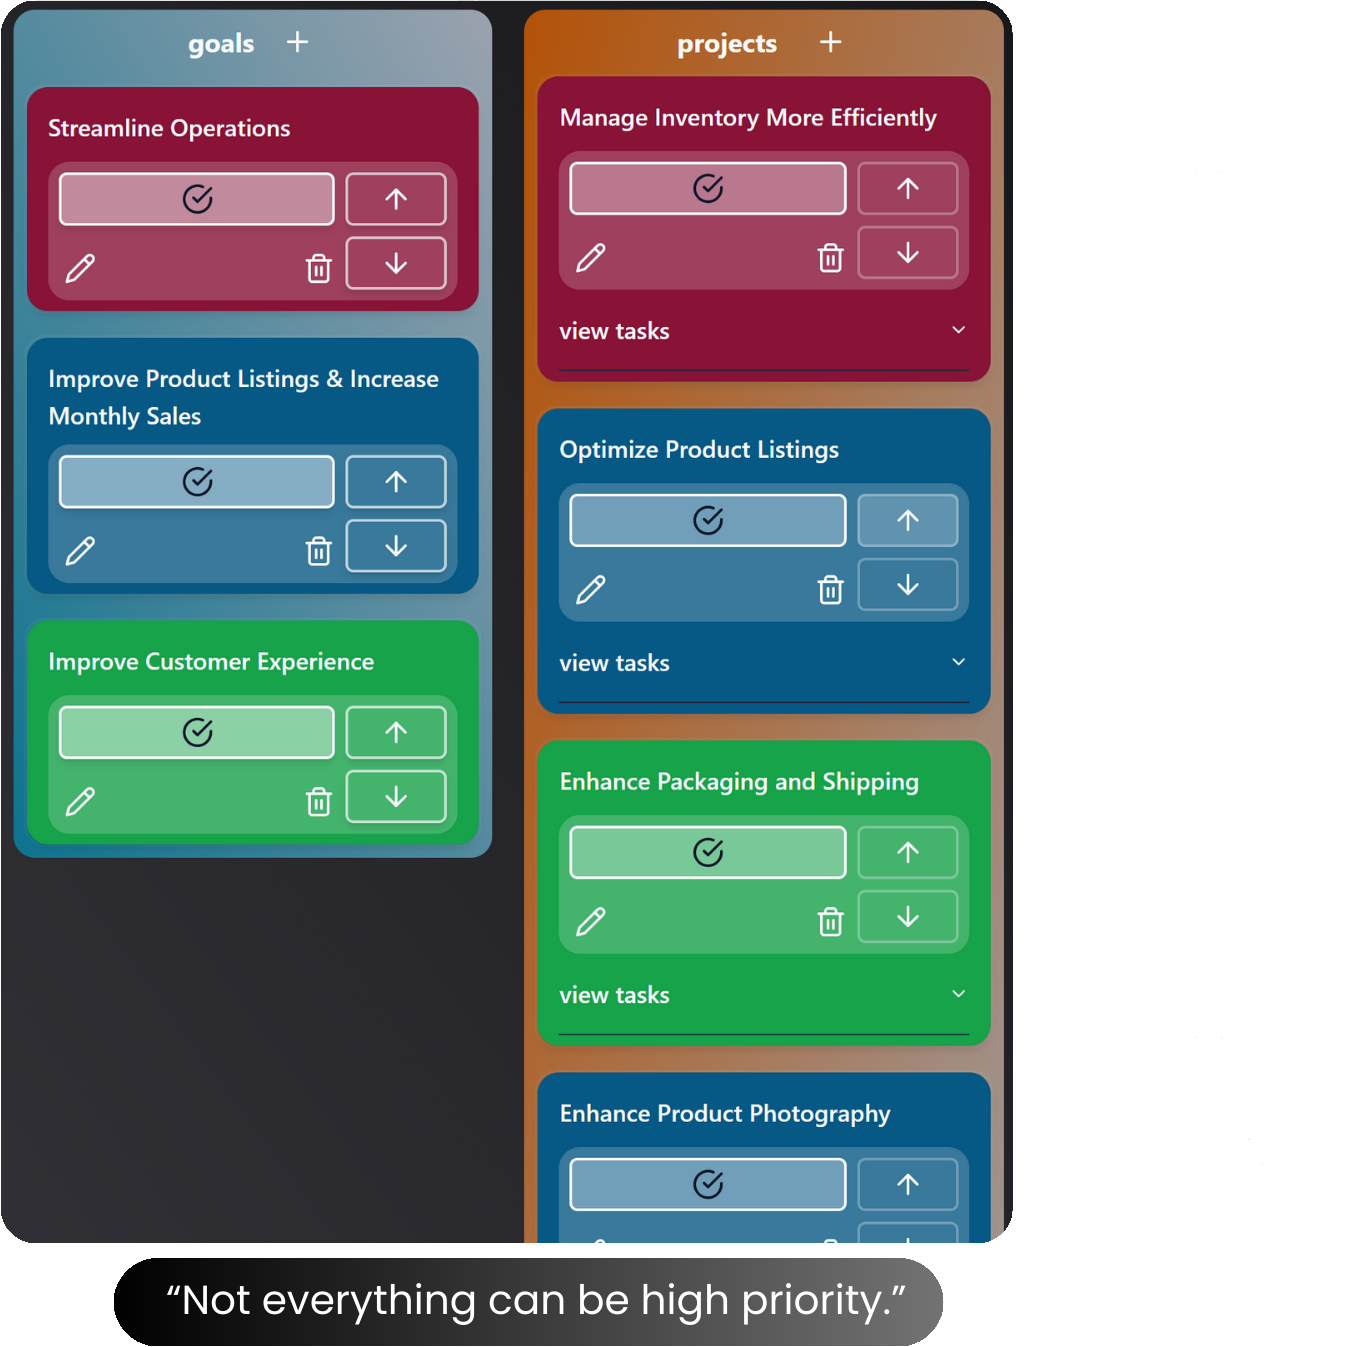 goals +
Streamline Operations
Improve Product Listings & Increase
Monthly Sales
Improve Customer Experience
projects +
Manage Inventory More Efficiently
view tasks
Optimize Product Listings
view tasks
Enhance Packaging and Shipping
view tasks
Enhance Product Photography
“Not everything can be high priority.”